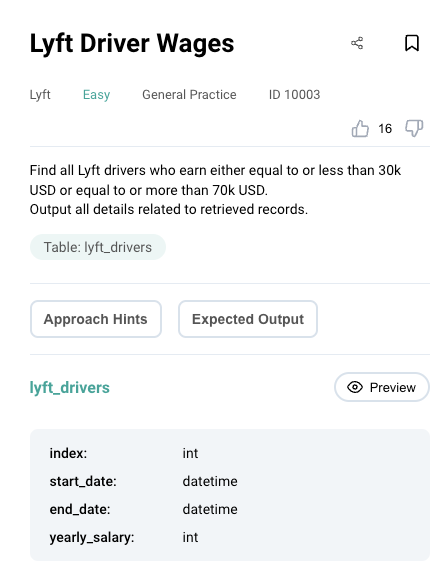 Lyft Driver Wages
Lyft Easy General Practice ID 10003
16
Find all Lyft drivers who earn either equal to or less than 30k
USD or equal to or more than 70k USD.
Output all details related to retrieved records.
Table: lyft_drivers
Approach Hints Expected Output
lyft_drivers Preview
index: int
start_date: datetime
end_date: datetime
yearly_salary: int